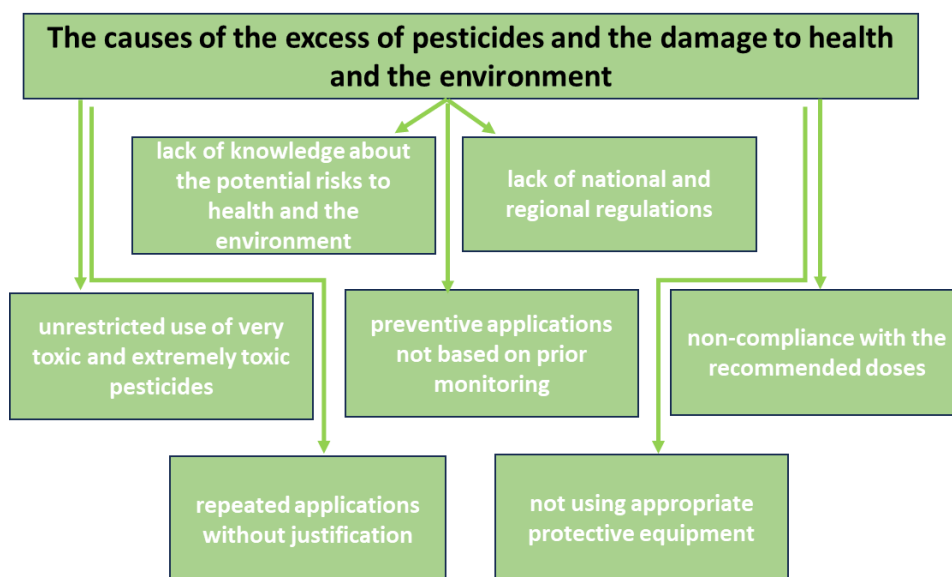 The causes of the excess of pesticides and the damage to health
and the environment
lack of knowledge about
the potential risks to
health and the
environment
lack of national and
regional regulations
unrestricted use of very
toxic and extremely toxic
pesticides
preventive applications
not based on prior
monitoring
non-compliance with the
recommended doses
repeated applications
without justification
not using appropriate
protective equipment